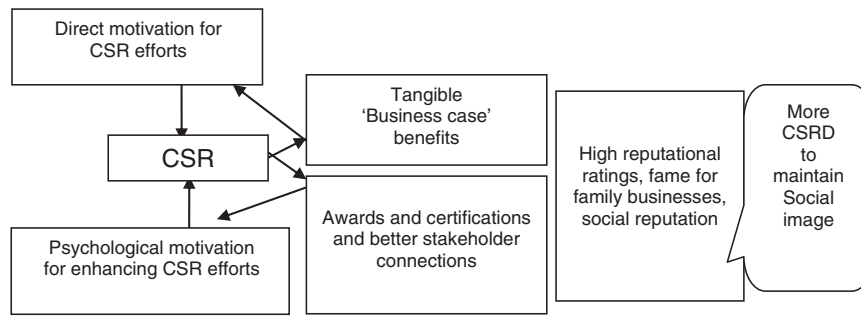 Direct motivation for
CSR efforts
CSR
Psychological motivation
for enhancing CSR efforts
Tangible
‘Business case’
benefits
Awards and certifications
and better stakeholder
connections
High reputational
ratings, fame for
family businesses,
social reputation
More
CSRD
to
maintain
Social
image